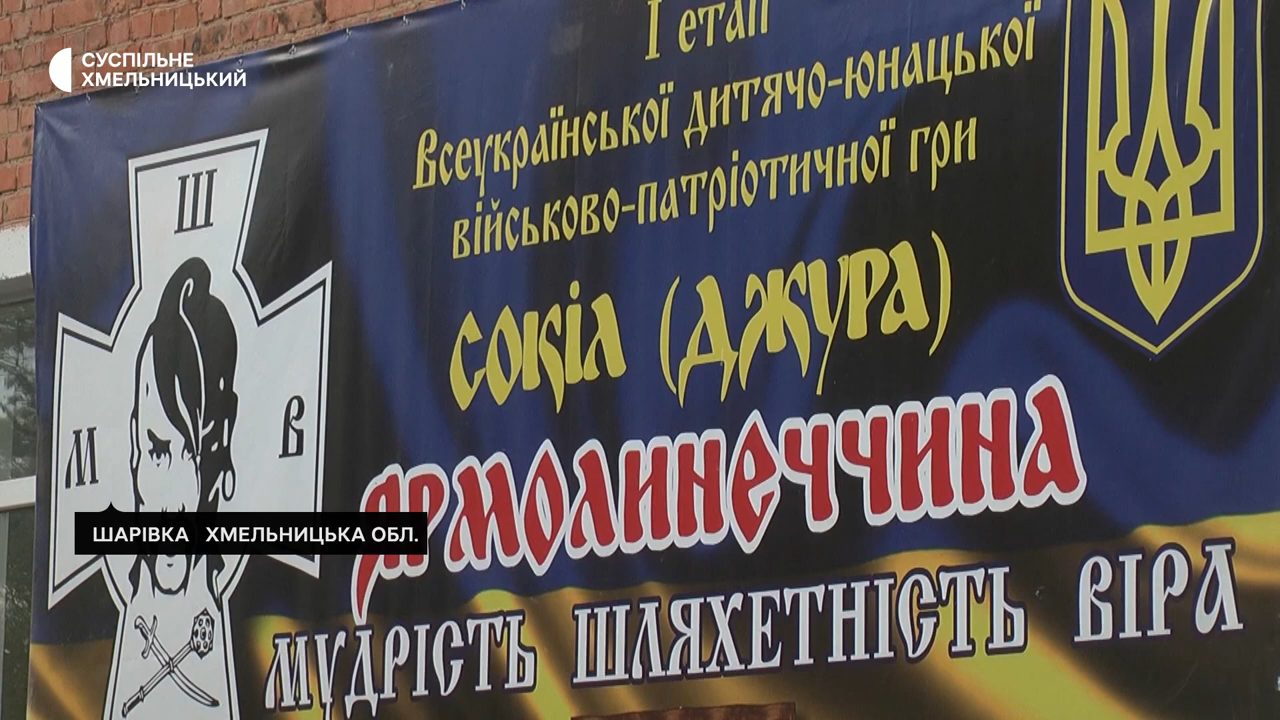 СУСПІЛЬНЕ
ХМЕЛЬНИЦЬКИЙ
І етап
Всеукраїнської дитячо-юнацької
військово-патріотичної гри
СОКІЛ (ДЖУРА)
ЯРМОЛИНЕЧЧИНА
МУДРІСТЬ ШЛЯХЕТНІСТЬ ВІРА
Ш
М
В
ШАРІВКА ХМЕЛЬНИЦЬКА ОБЛ.